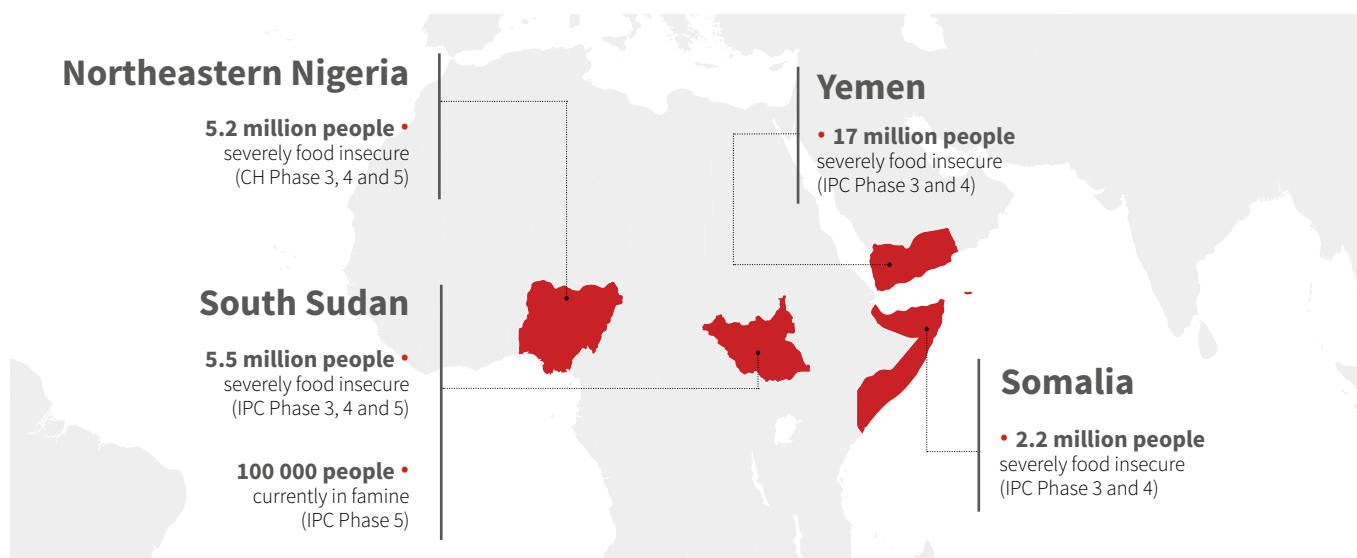 Northeastern Nigeria
5.2 million people •
severely food insecure
(CH Phase 3, 4 and 5)
South Sudan
5.5 million people •
severely food insecure
(IPC Phase 3, 4 and 5)
100 000 people •
currently in famine
(IPC Phase 5)
Yemen
• 17 million people
severely food insecure
(IPC Phase 3 and 4)
Somalia
• 2.2 million people
severely food insecure
(IPC Phase 3 and 4)